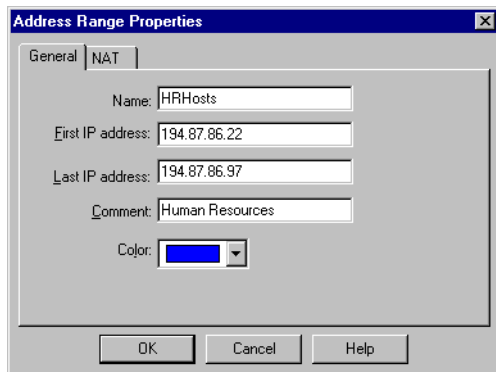 Address Range Properties
General NAT
Name: HRHosts
First IP address: 194.87.86.22
Last IP address: 194.87.86.97
Comment: Human Resources
Color:
OK Cancel Help